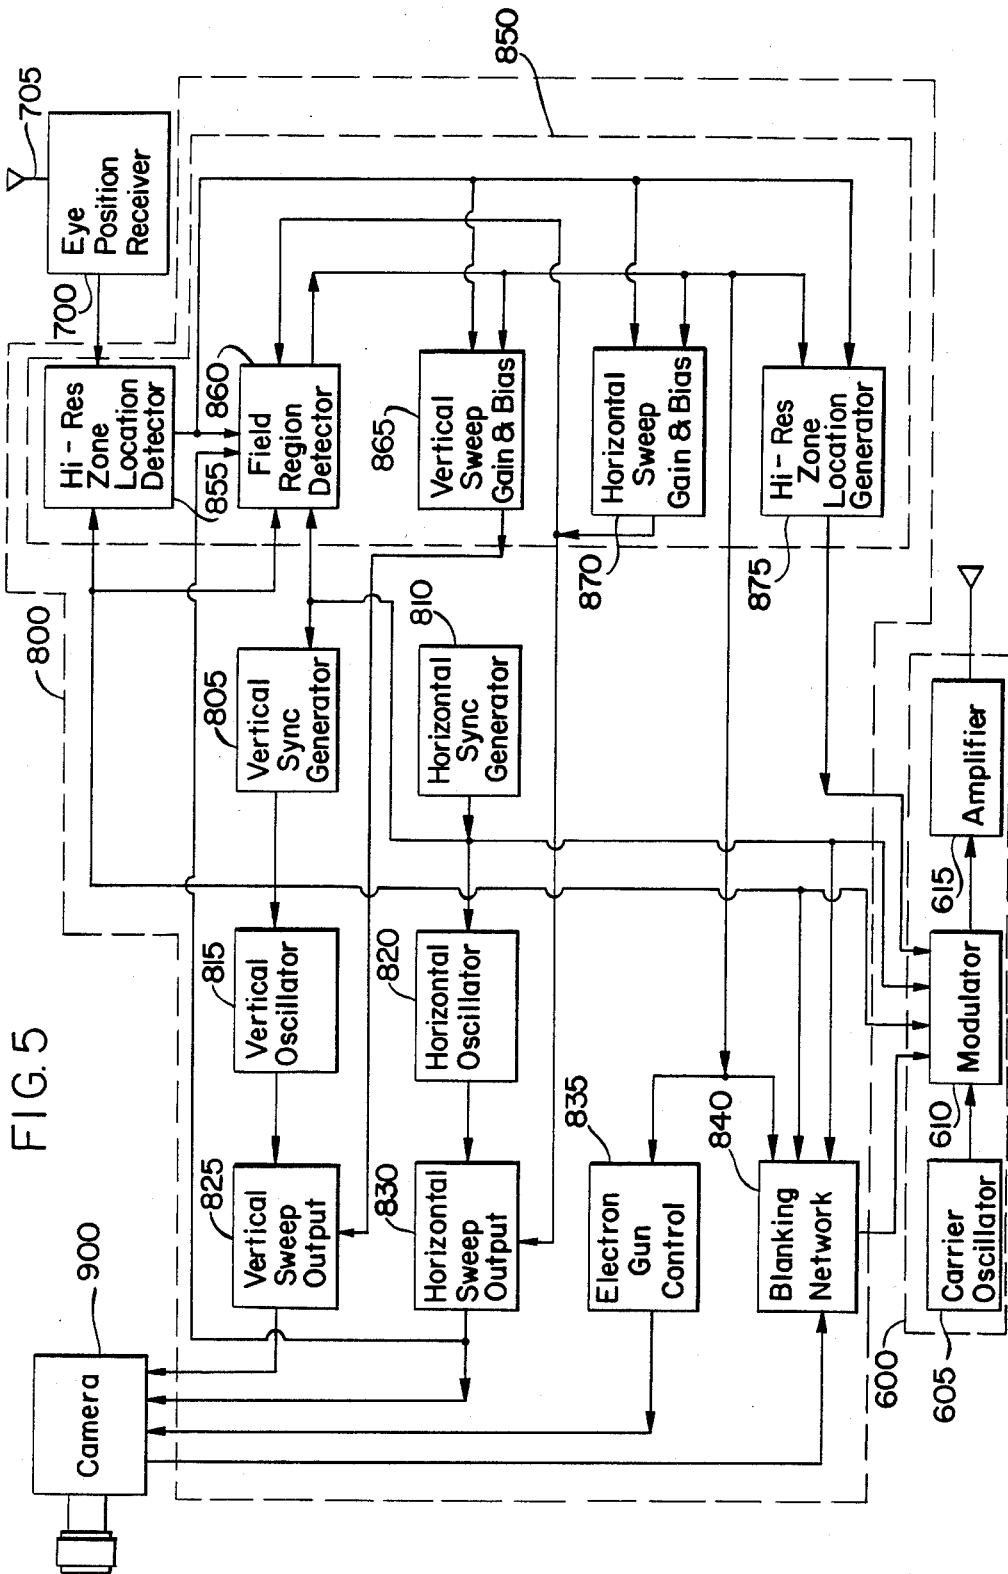 FIG. 5
Camera
900
800
Eye
Position
Receiver
700
705
850
Hi-Res
Zone
Location
Detector
855
Field
Region
Detector
860
Vertical
Sweep
Gain & Bias
865
Horizontal
Sweep
Gain & Bias
870
Hi-Res
Zone
Location
Generator
875
Vertical
Sync
Generator
805
Horizontal
Sync
Generator
810
Vertical
Oscillator
815
Horizontal
Oscillator
820
Vertical
Sweep
Output
825
Horizontal
Sweep
Output
830
Electron
Gun
Control
835
Blanking
Network
840
600
Carrier
Oscillator
605
Modulator
610
Amplifier
615